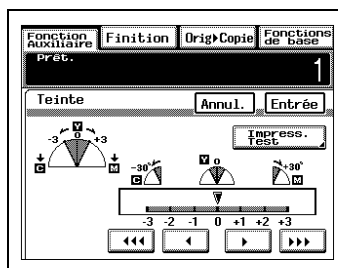 Fonction Auxiliaire
Finition
Orig▸Copie
Fonctions de base
Prêt.
1
Teinte
Annul.
Entrée
Impress. Test
-3 0 +3
Y
C M
-30° Y 0 +30°
C M
-3 -2 -1 0 +1 +2 +3